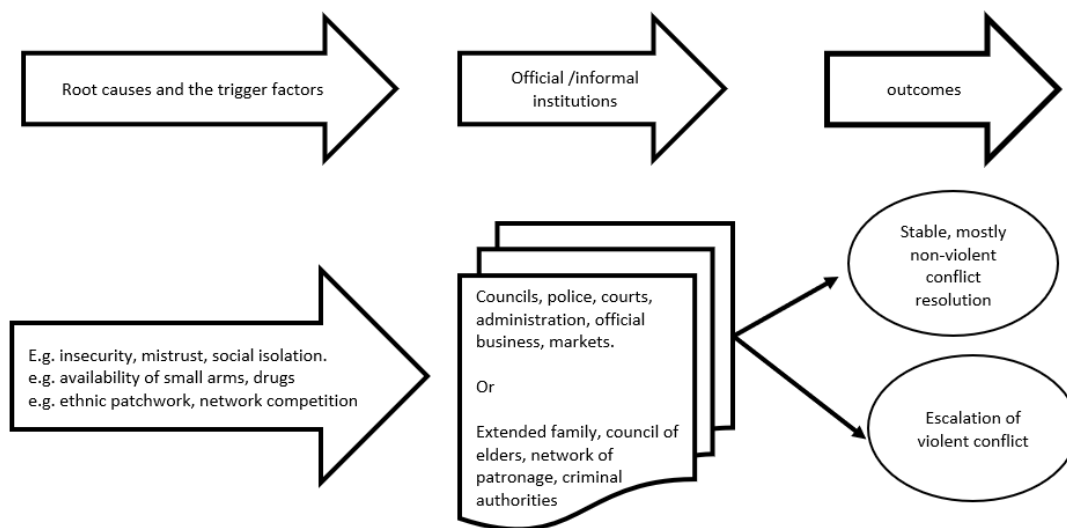 Root causes and the trigger factors
Official /informal
institutions
outcomes
E.g. insecurity, mistrust, social isolation.
e.g. availability of small arms, drugs
e.g. ethnic patchwork, network competition
Councils, police, courts,
administration, official
business, markets.
Or
Extended family, council of
elders, network of
patronage, criminal
authorities
Stable, mostly
non-violent
conflict
resolution
Escalation of
violent conflict